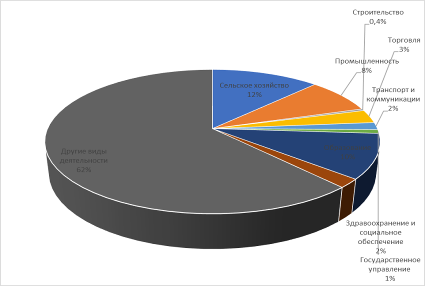 Строительство
0,4%
Торговля
3%
Промышленность
8%
Сельское хозяйство
12%
Транспорт и
коммуникации
2%
Другие виды
деятельности
62%
Здравоохранение и
социальное
обеспечение
2%
Государственное
управление
1%